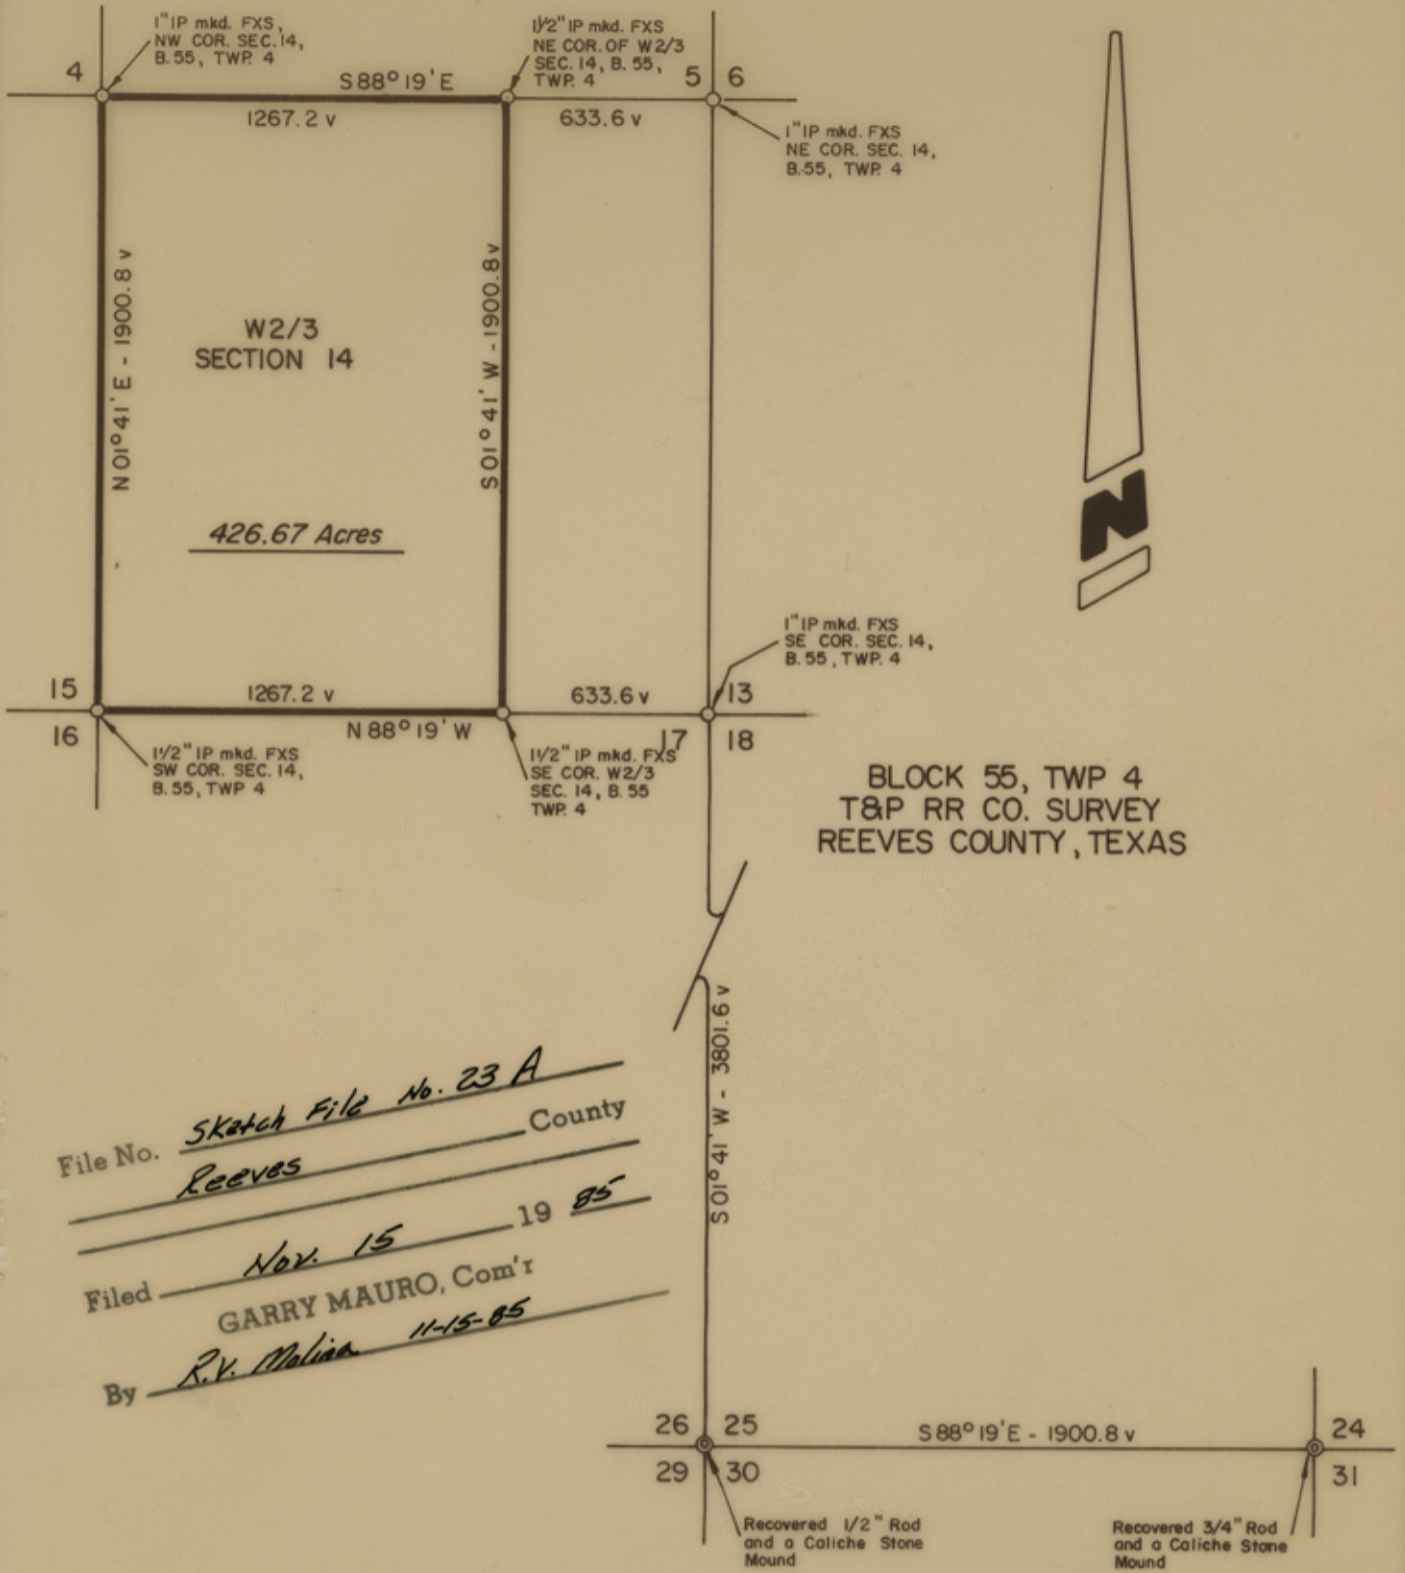 1" IP mkd. FXS,
NW COR. SEC. 14,
B. 55, TWP. 4
1 1/2" IP mkd. FXS
NE COR. OF W2/3
SEC. 14, B. 55,
TWP. 4
4
S 88° 19' E
5
6
1267.2 v
633.6 v
1" IP mkd. FXS
NE COR. SEC. 14,
B. 55, TWP. 4
N 01° 41' E - 1900.8 v
S 01° 41' W - 1900.8 v
W2/3
SECTION 14
426.67 Acres
N
1" IP mkd. FXS
SE COR. SEC. 14,
B. 55, TWP. 4
15
1267.2 v
633.6 v
13
16
N 88° 19' W
17
18
1 1/2" IP mkd. FXS
SW COR. SEC. 14,
B. 55, TWP 4
1 1/2" IP mkd. FXS
SE COR. W2/3
SEC. 14, B. 55
TWP. 4
BLOCK 55, TWP 4
T&P RR CO. SURVEY
REEVES COUNTY, TEXAS
S 01° 41' W - 3801.6 v
File No. Sketch File No. 23 A
Reeves County
Filed Nov. 15 19 85
GARRY MAURO, Com'r
By R.V. Molina 11-15-85
26
25
S 88° 19' E - 1900.8 v
24
29
30
31
Recovered 1/2" Rod
and a Caliche Stone
Mound
Recovered 3/4" Rod
and a Caliche Stone
Mound